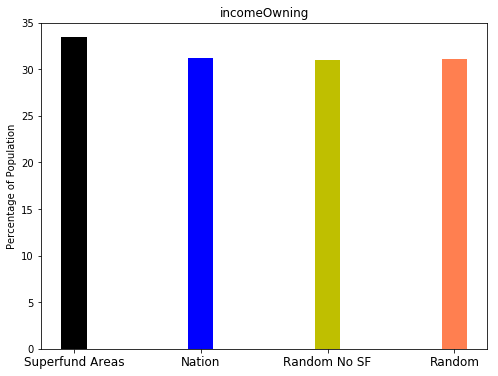 incomeOwning
Percentage of Population
35
30
25
20
15
10
5
0
Superfund Areas Nation Random No SF Random